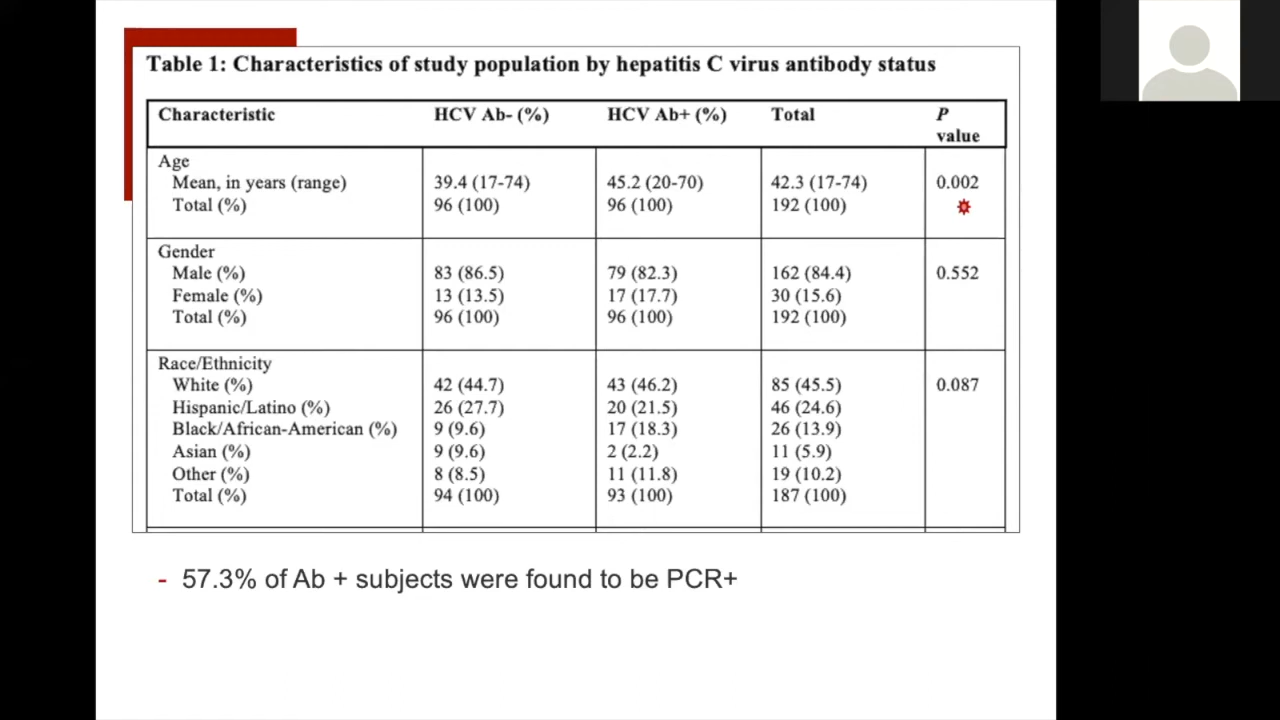 Table 1: Characteristics of study population by hepatitis C virus antibody status
Characteristic HCV Ab- (%) HCV Ab+ (%) Total P value
Age
Mean, in years (range) 39.4 (17-74) 45.2 (20-70) 42.3 (17-74) 0.002
Total (%) 96 (100) 96 (100) 192 (100)
Gender
Male (%) 83 (86.5) 79 (82.3) 162 (84.4) 0.552
Female (%) 13 (13.5) 17 (17.7) 30 (15.6)
Total (%) 96 (100) 96 (100) 192 (100)
Race/Ethnicity
White (%) 42 (44.7) 43 (46.2) 85 (45.5) 0.087
Hispanic/Latino (%) 26 (27.7) 20 (21.5) 46 (24.6)
Black/African-American (%) 9 (9.6) 17 (18.3) 26 (13.9)
Asian (%) 9 (9.6) 2 (2.2) 11 (5.9)
Other (%) 8 (8.5) 11 (11.8) 19 (10.2)
Total (%) 94 (100) 93 (100) 187 (100)
- 57.3% of Ab + subjects were found to be PCR+